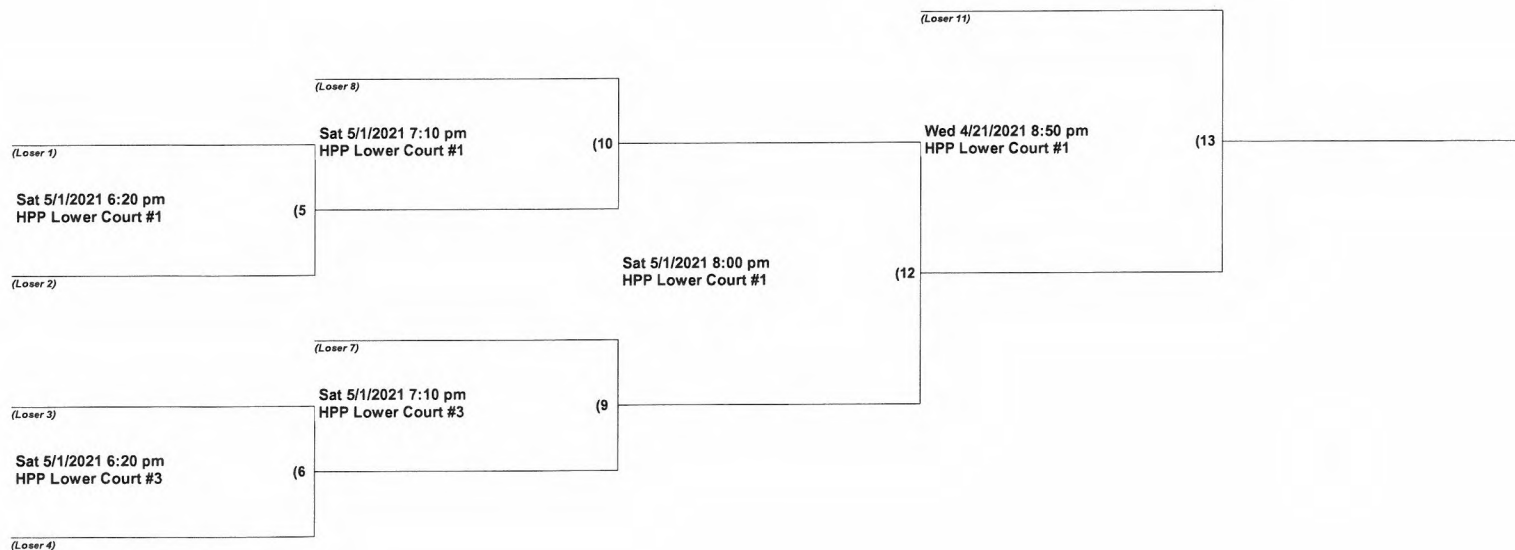 (Loser 11)
(Loser 8)
Sat 5/1/2021 7:10 pm
HPP Lower Court #1
(10
Wed 4/21/2021 8:50 pm
HPP Lower Court #1
(13
(Loser 1)
Sat 5/1/2021 6:20 pm
HPP Lower Court #1
(5
(Loser 2)
Sat 5/1/2021 8:00 pm
HPP Lower Court #1
(12
(Loser 7)
Sat 5/1/2021 7:10 pm
HPP Lower Court #3
(9
(Loser 3)
Sat 5/1/2021 6:20 pm
HPP Lower Court #3
(6
(Loser 4)